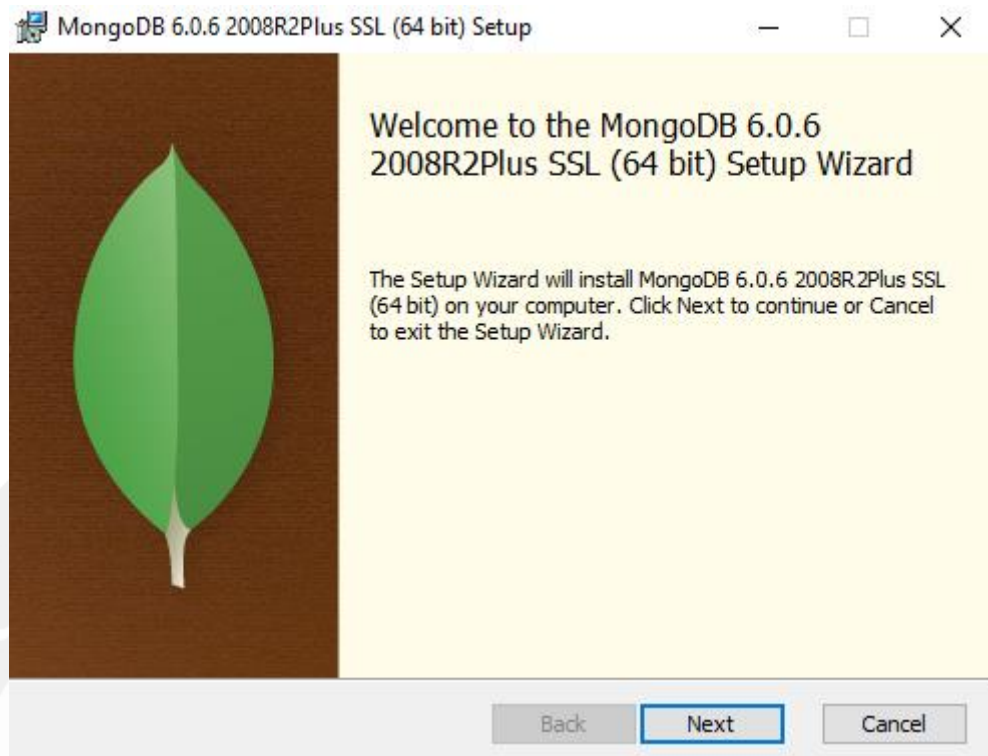 MongoDB 6.0.6 2008R2Plus SSL (64 bit) Setup
Welcome to the MongoDB 6.0.6
2008R2Plus SSL (64 bit) Setup Wizard
The Setup Wizard will install MongoDB 6.0.6 2008R2Plus SSL
(64 bit) on your computer. Click Next to continue or Cancel
to exit the Setup Wizard.
Back Next Cancel